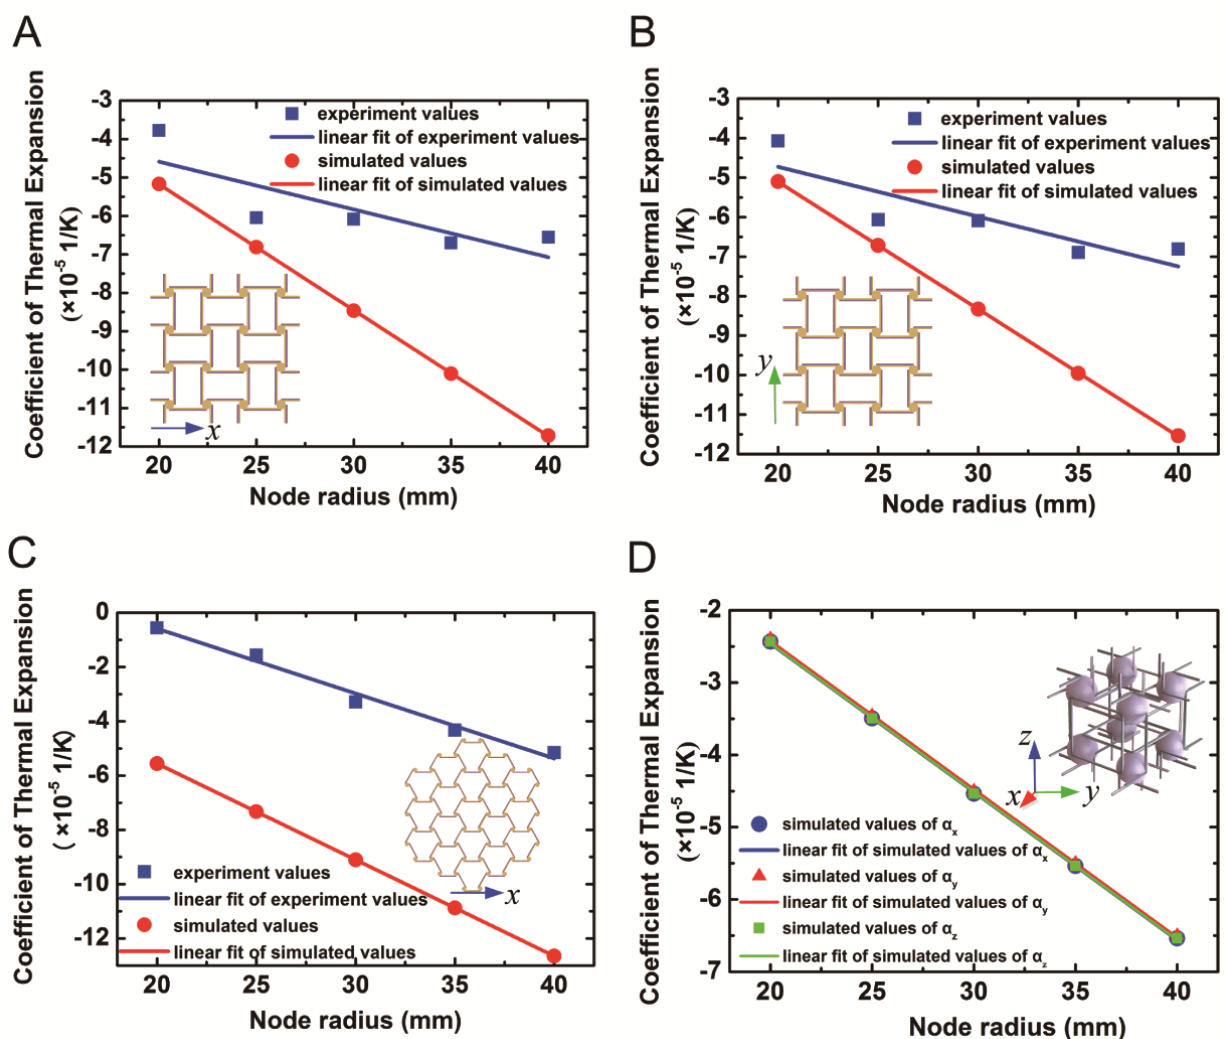 A
Coefficient of Thermal Expansion
(×10⁻⁵ 1/K)
-3
-4
-5
-6
-7
-8
-9
-10
-11
-12
experiment values
linear fit of experiment values
simulated values
linear fit of simulated values
x
20 25 30 35 40
Node radius (mm)
B
Coefficient of Thermal Expansion
(×10⁻⁵ 1/K)
-3
-4
-5
-6
-7
-8
-9
-10
-11
-12
experiment values
linear fit of experiment values
simulated values
linear fit of simulated values
y
20 25 30 35 40
Node radius (mm)
C
Coefficient of Thermal Expansion
(×10⁻⁵ 1/K)
0
-2
-4
-6
-8
-10
-12
experiment values
linear fit of experiment values
simulated values
linear fit of simulated values
x
20 25 30 35 40
Node radius (mm)
D
Coefficient of Thermal Expansion
(×10⁻⁵ 1/K)
-2
-3
-4
-5
-6
-7
z
x y
simulated values of αₓ
linear fit of simulated values of αₓ
simulated values of α_y
linear fit of simulated values of α_y
simulated values of α_z
linear fit of simulated values of α_z
20 25 30 35 40
Node radius (mm)